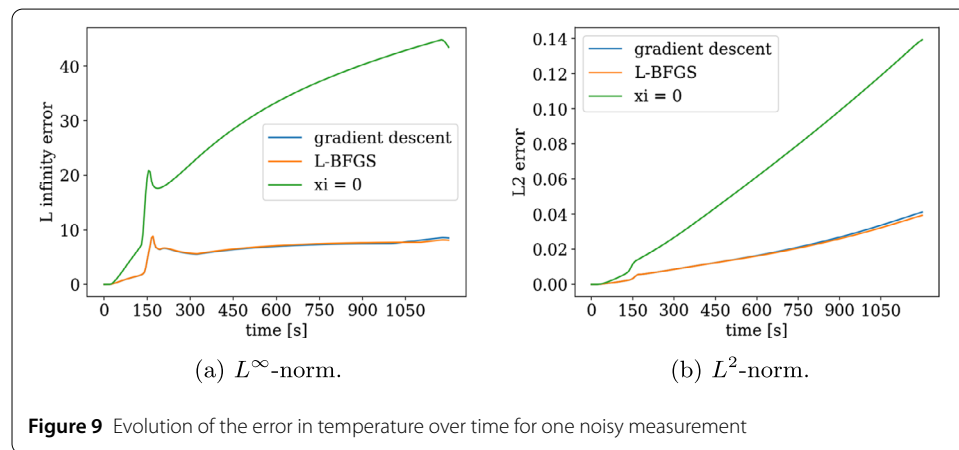 L infinity error
40
30
20
10
0
gradient descent
L-BFGS
xi = 0
0 150 300 450 600 750 900 1050
time [s]
(a) L∞-norm.
L2 error
0.14
0.12
0.10
0.08
0.06
0.04
0.02
0.00
gradient descent
L-BFGS
xi = 0
0 150 300 450 600 750 900 1050
time [s]
(b) L²-norm.
Figure 9 Evolution of the error in temperature over time for one noisy measurement